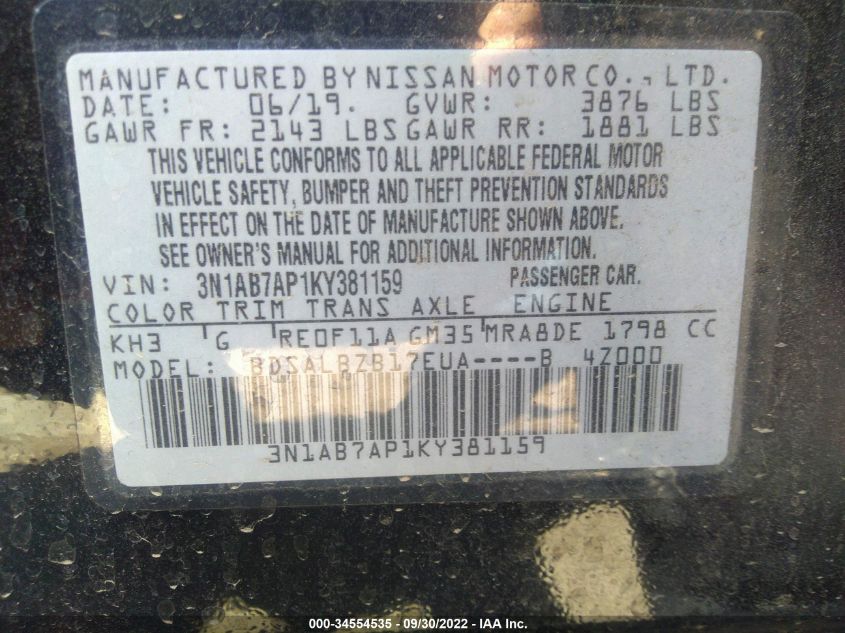 MANUFACTURED BY NISSAN MOTOR CO., LTD.
DATE: 06/19. GVWR: 3876 LBS
GAWR FR: 2143 LBS GAWR RR: 1881 LBS
THIS VEHICLE CONFORMS TO ALL APPLICABLE FEDERAL MOTOR
VEHICLE SAFETY, BUMPER AND THEFT PREVENTION STANDARDS
IN EFFECT ON THE DATE OF MANUFACTURE SHOWN ABOVE.
SEE OWNER'S MANUAL FOR ADDITIONAL INFORMATION.
VIN: 3N1AB7AP1KY381159 PASSENGER CAR.
COLOR TRIM TRANS AXLE ENGINE
KH3 G RE0F11A GM35 MRA8DE 1798 CC
MODEL: BDSALBZB17EUA----B 4Z000
3N1AB7AP1KY381159
000-34554535 - 09/30/2022 - IAA Inc.